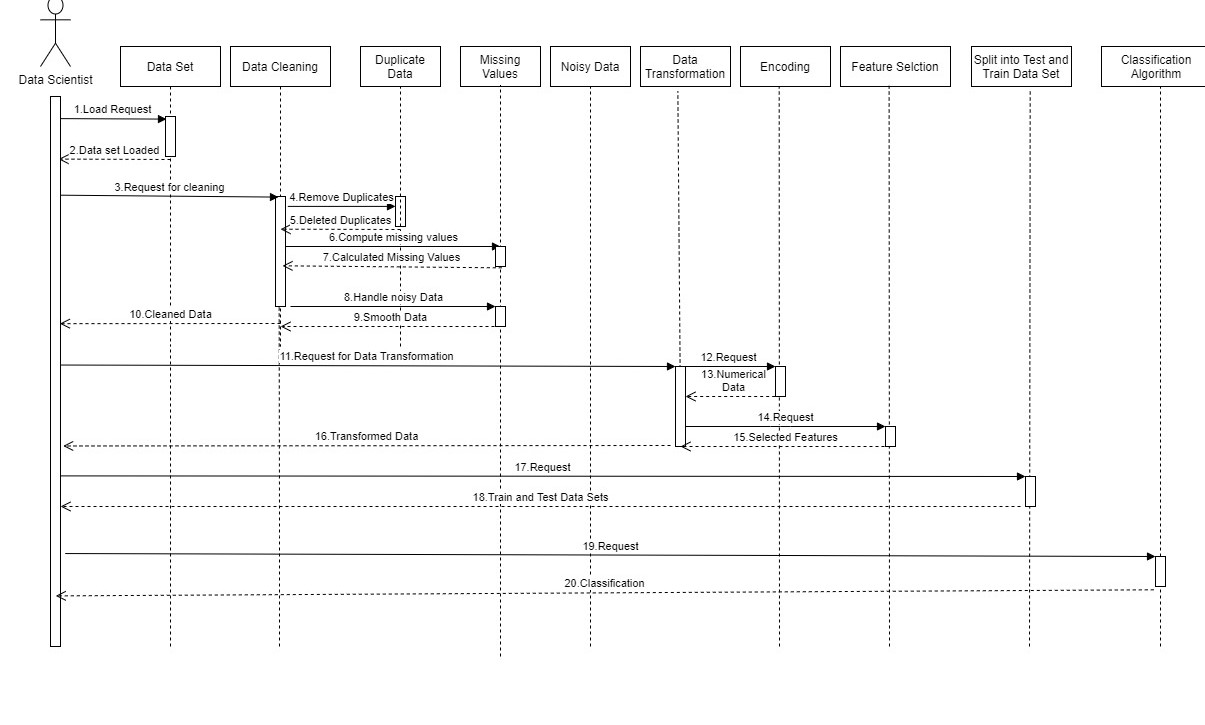 Data Scientist
Data Set
Data Cleaning
Duplicate
Data
Missing
Values
Noisy Data
Data
Transformation
Encoding
Feature Selction
Split into Test and
Train Data Set
Classification
Algorithm
1.Load Request
2.Data set Loaded
3.Request for cleaning
4.Remove Duplicates
5.Deleted Duplicates
6.Compute missing values
7.Calculated Missing Values
8.Handle noisy Data
9.Smooth Data
10.Cleaned Data
11.Request for Data Transformation
12.Request
13.Numerical
Data
14.Request
15.Selected Features
16.Transformed Data
17.Request
18.Train and Test Data Sets
19.Request
20.Classification